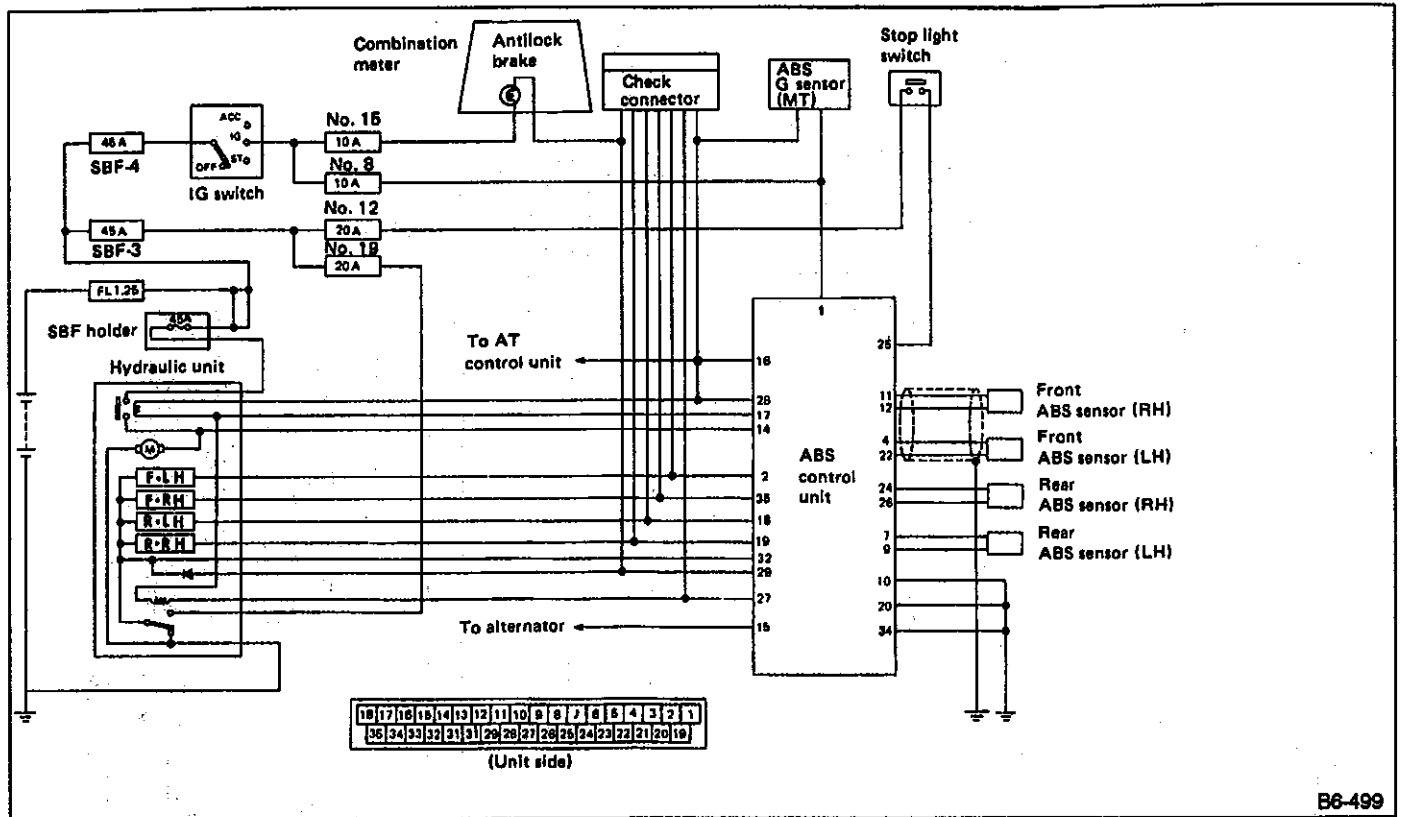 Combination
meter
Antilock
brake
Check
connector
ABS
G sensor
(MT)
Stop light
switch
ACC
IG
ST
OFF
IG switch
45A
SBF-4
No. 15
10A
No. 8
10A
No. 12
20A
No. 19
20A
45A
SBF-3
FL1.25
45A
SBF holder
Hydraulic unit
M
F·LH
F·RH
R·LH
R·RH
To AT
control unit
To alternator
ABS
control
unit
1
16
28
17
14
2
35
18
19
32
29
27
15
25
11
12
4
22
24
26
7
9
10
20
34
Front
ABS sensor (RH)
Front
ABS sensor (LH)
Rear
ABS sensor (RH)
Rear
ABS sensor (LH)
18 17 16 15 14 13 12 11 10 9 8 7 6 5 4 3 2 1
35 34 33 32 31 31 29 28 27 26 25 24 23 22 21 20 19
(Unit side)
B6-499